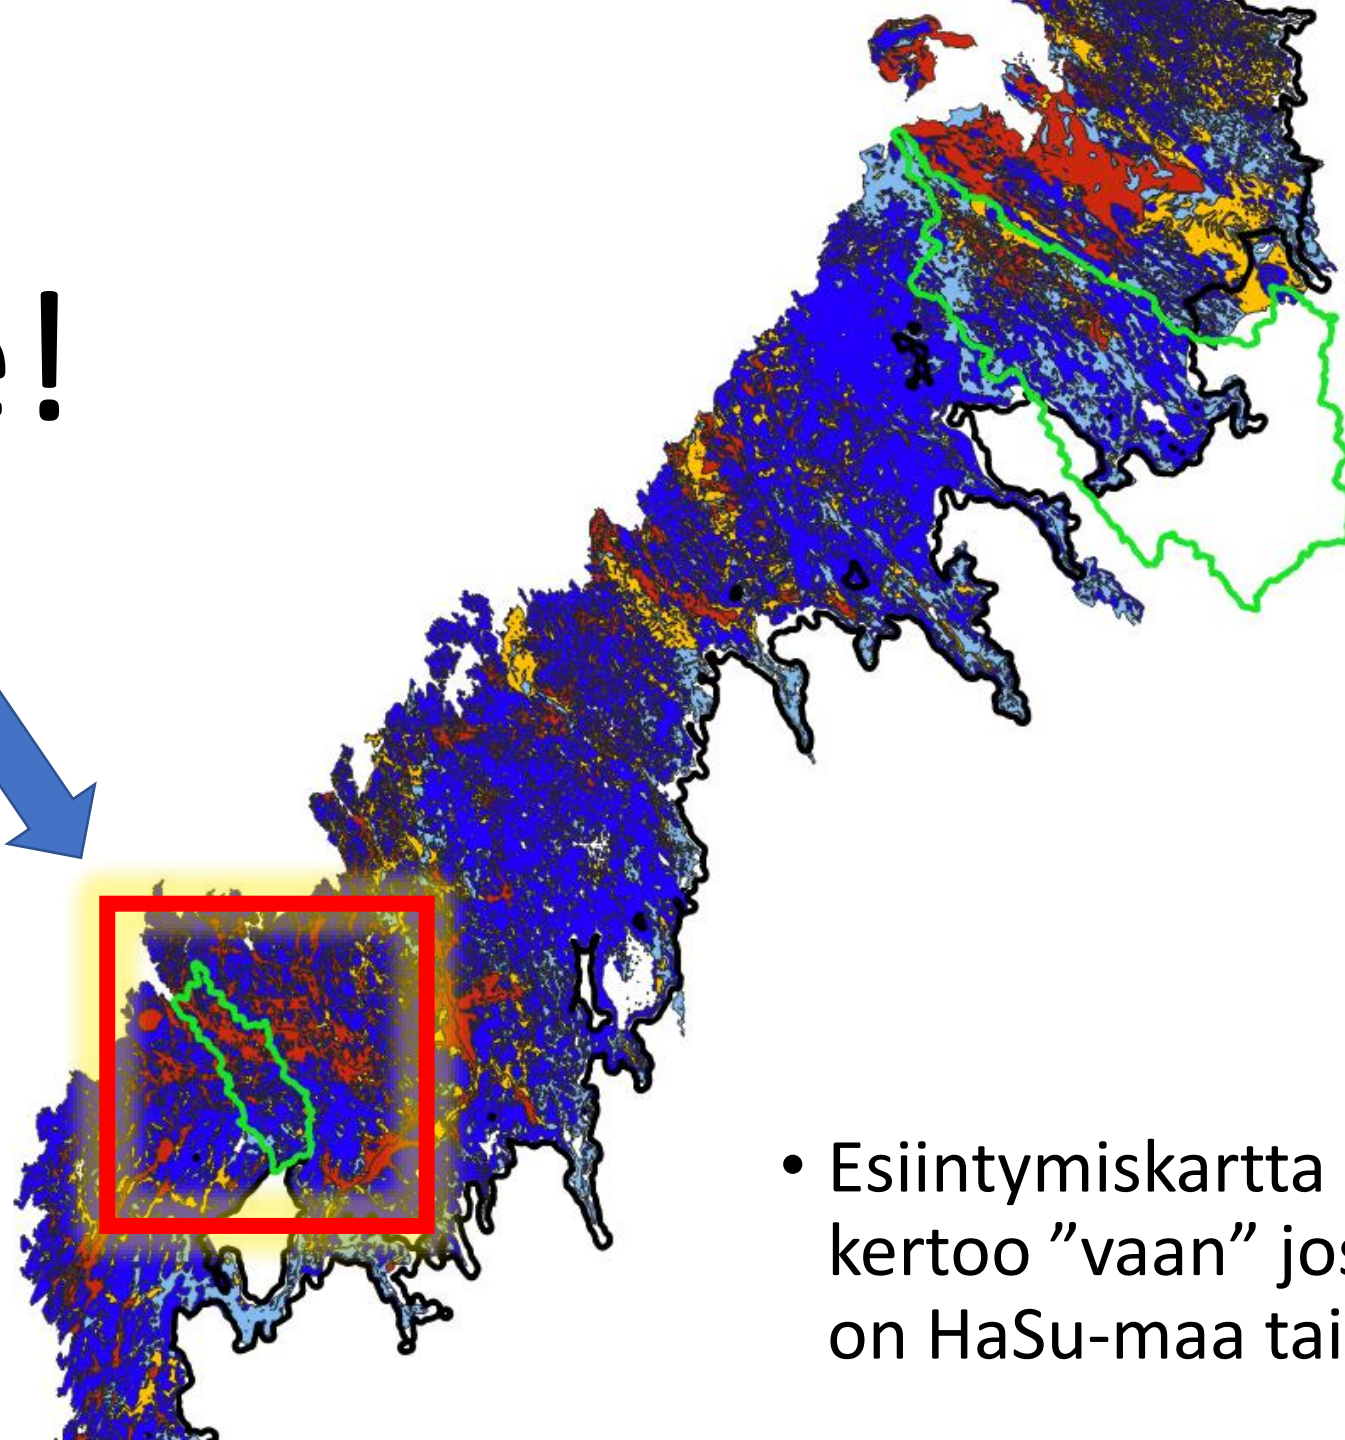 !
• Esiintymiskartta
kertoo ”vaan”
on HaSu-maa tai